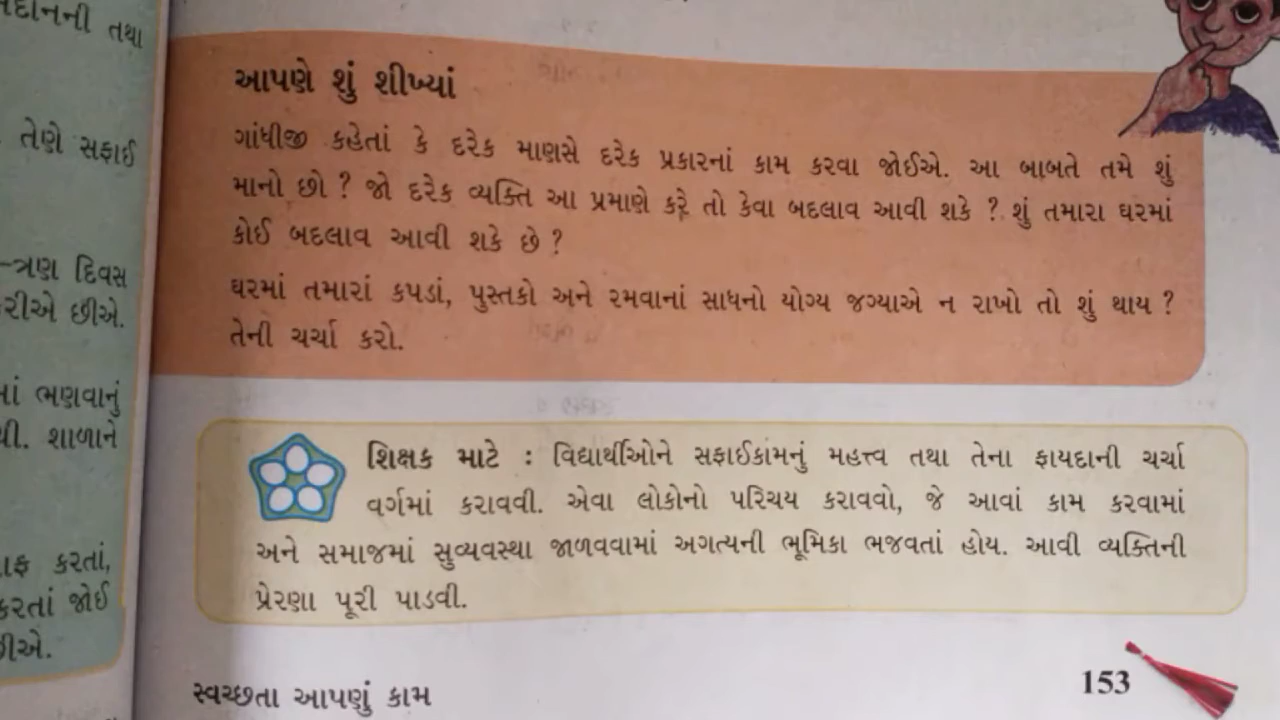 દાનની તથા
તેણે સફાઈ
-ત્રણ દિવસ
રીએ છીએ.
માં ભણવાનું
થી. શાળાને
ાફ કરતાં,
કરતાં જોઈ
છીએ.
આપણે શું શીખ્યાં
ગાંધીજી કહેતાં કે દરેક માણસે દરેક પ્રકારનાં કામ કરવા જોઈએ. આ બાબતે તમે શું
માનો છો ? જો દરેક વ્યક્તિ આ પ્રમાણે કરે તો કેવા બદલાવ આવી શકે ? શું તમારા ઘરમાં
કોઈ બદલાવ આવી શકે છે ?
ઘરમાં તમારાં કપડાં, પુસ્તકો અને રમવાનાં સાધનો યોગ્ય જગ્યાએ ન રાખો તો શું થાય ?
તેની ચર્ચા કરો.
શિક્ષક માટે : વિદ્યાર્થીઓને સફાઈકામનું મહત્ત્વ તથા તેના ફાયદાની ચર્ચા
વર્ગમાં કરાવવી. એવા લોકોનો પરિચય કરાવવો, જે આવાં કામ કરવામાં
અને સમાજમાં સુવ્યવસ્થા જાળવવામાં અગત્યની ભૂમિકા ભજવતાં હોય. આવી વ્યક્તિની
પ્રેરણા પૂરી પાડવી.
સ્વચ્છતા આપણું કામ
153